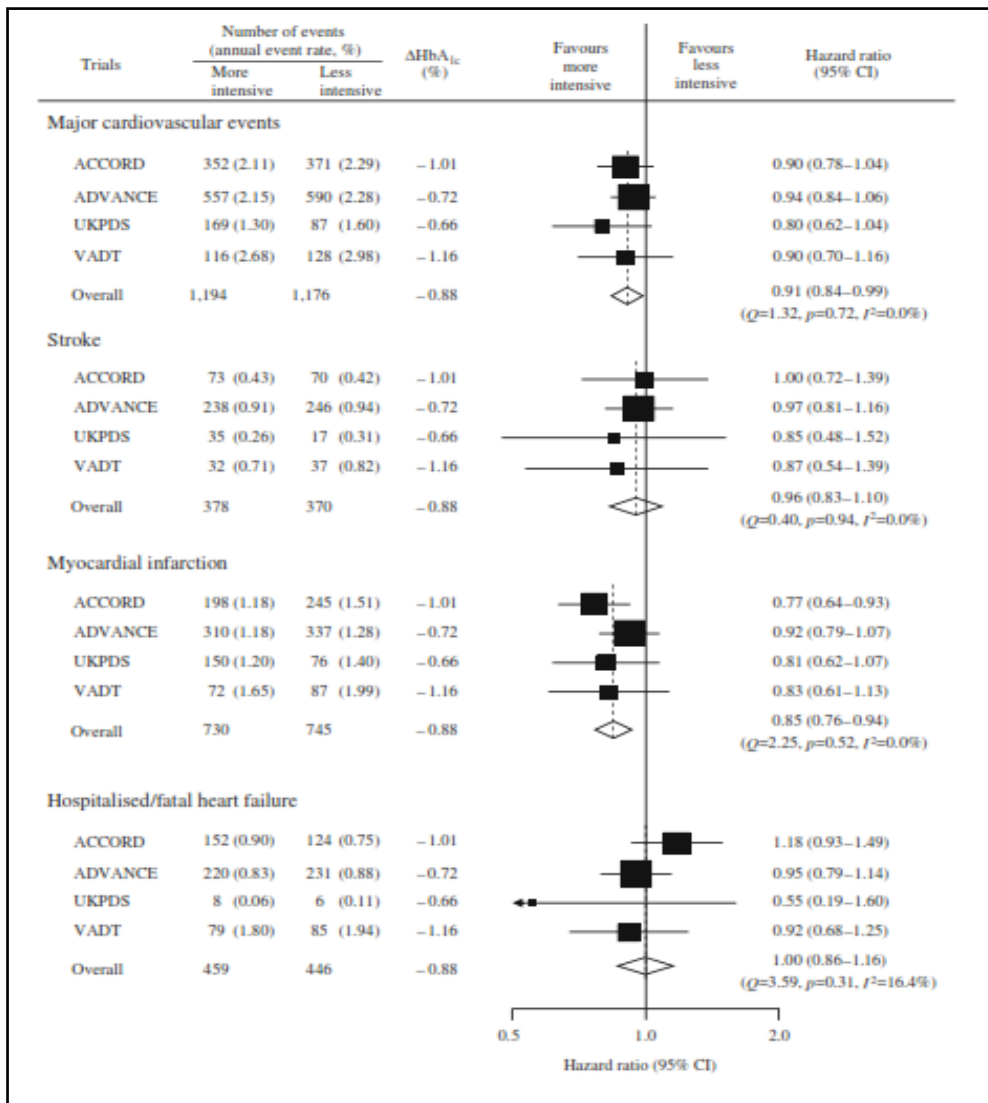 Trials
Number of events
(annual event rate, %)
More
intensive
Less
intensive
ΔHbA1c
(%)
Favours
more
intensive
Favours
less
intensive
Hazard ratio
(95% CI)
Major cardiovascular events
ACCORD 352 (2.11) 371 (2.29) −1.01 0.90 (0.78–1.04)
ADVANCE 557 (2.15) 590 (2.28) −0.72 0.94 (0.84–1.06)
UKPDS 169 (1.30) 87 (1.60) −0.66 0.80 (0.62–1.04)
VADT 116 (2.68) 128 (2.98) −1.16 0.90 (0.70–1.16)
Overall 1,194 1,176 −0.88 0.91 (0.84–0.99)
(Q=1.32, p=0.72, I²=0.0%)
Stroke
ACCORD 73 (0.43) 70 (0.42) −1.01 1.00 (0.72–1.39)
ADVANCE 238 (0.91) 246 (0.94) −0.72 0.97 (0.81–1.16)
UKPDS 35 (0.26) 17 (0.31) −0.66 0.85 (0.48–1.52)
VADT 32 (0.71) 37 (0.82) −1.16 0.87 (0.54–1.39)
Overall 378 370 −0.88 0.96 (0.83–1.10)
(Q=0.40, p=0.94, I²=0.0%)
Myocardial infarction
ACCORD 198 (1.18) 245 (1.51) −1.01 0.77 (0.64–0.93)
ADVANCE 310 (1.18) 337 (1.28) −0.72 0.92 (0.79–1.07)
UKPDS 150 (1.20) 76 (1.40) −0.66 0.81 (0.62–1.07)
VADT 72 (1.65) 87 (1.99) −1.16 0.83 (0.61–1.13)
Overall 730 745 −0.88 0.85 (0.76–0.94)
(Q=2.25, p=0.52, I²=0.0%)
Hospitalised/fatal heart failure
ACCORD 152 (0.90) 124 (0.75) −1.01 1.18 (0.93–1.49)
ADVANCE 220 (0.83) 231 (0.88) −0.72 0.95 (0.79–1.14)
UKPDS 8 (0.06) 6 (0.11) −0.66 0.55 (0.19–1.60)
VADT 79 (1.80) 85 (1.94) −1.16 0.92 (0.68–1.25)
Overall 459 446 −0.88 1.00 (0.86–1.16)
(Q=3.59, p=0.31, I²=16.4%)
0.5 1.0 2.0
Hazard ratio (95% CI)